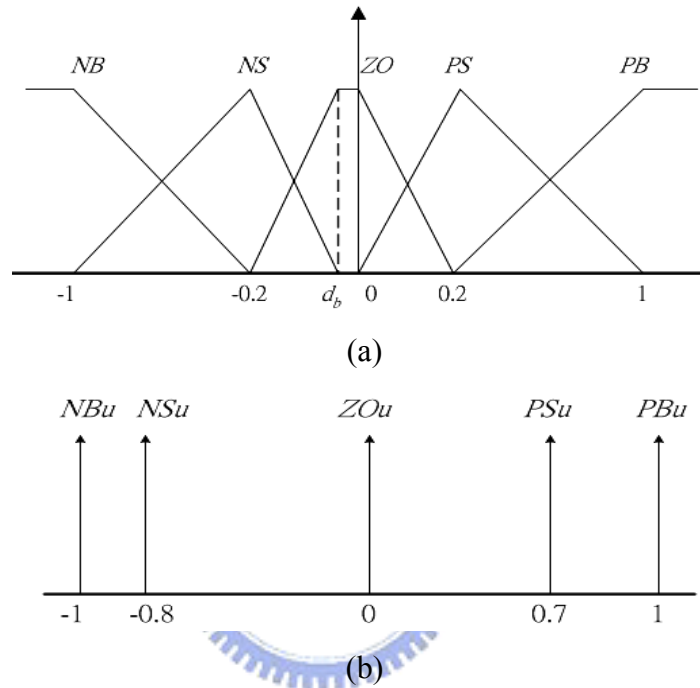 NB NS ZO PS PB
-1 -0.2 d_b 0 0.2 1
(a)
NBu NSu ZOu PSu PBu
-1 -0.8 0 0.7 1
(b)